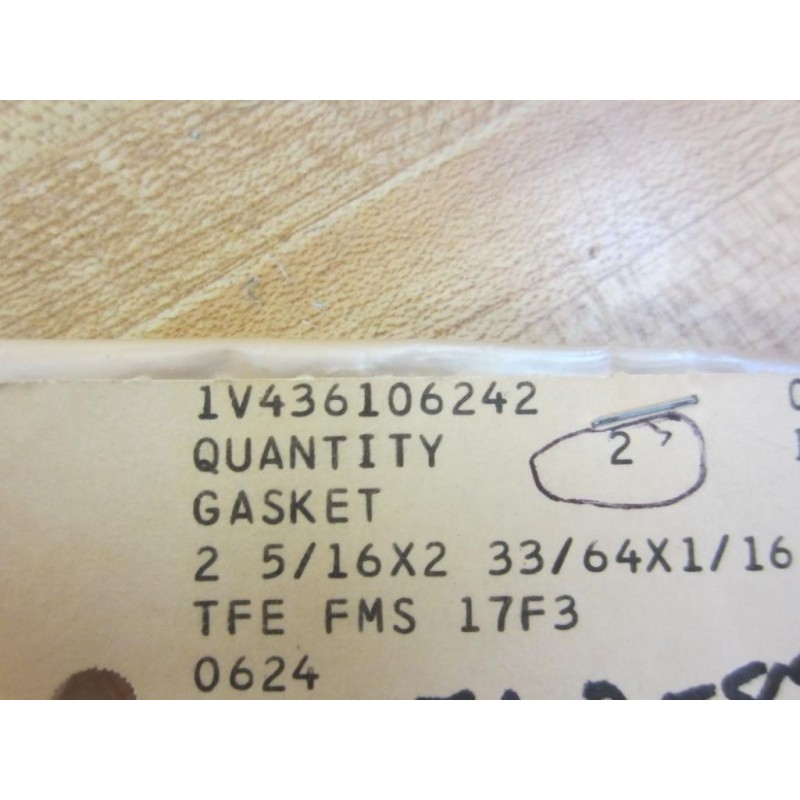 1V436106242
QUANTITY 2
GASKET
2 5/16X2 33/64X1/16
TFE FMS 17F3
0624